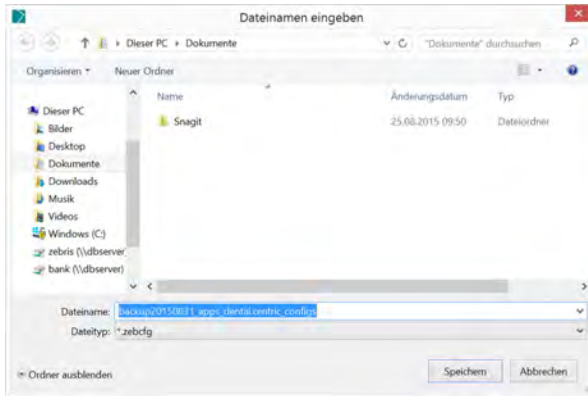 Dateinamen eingeben
Dieser PC Dokumente
"Dokumente" durchsuchen
Organisieren Neuer Ordner
Name Änderungsdatum Typ
Snagit 25.08.2015 09:50 Dateiordner
Dieser PC
Bilder
Desktop
Dokumente
Downloads
Musik
Videos
Windows (C:)
zebris (\\dbserver)
bank (\\dbserver)
Dateiname: backup20150831_apps_dental.centric_configs
Dateityp: *.zebcfg
Ordner ausblenden
Speichern Abbrechen